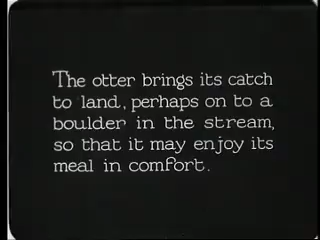 The otter brings its catch
to land, perhaps on to a
boulder in the stream,
so that it may enjoy its
meal in comfort.